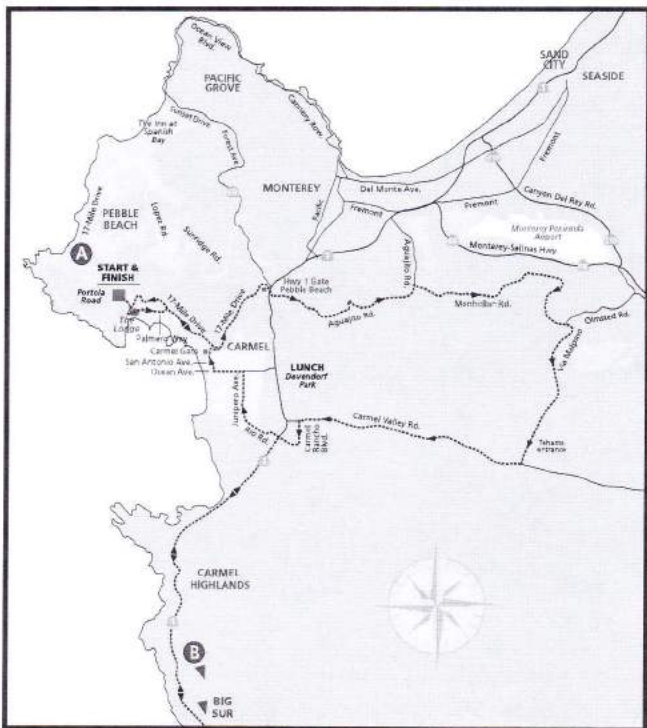 Ocean View
Blvd.
PACIFIC
GROVE
SAND
CITY
SEASIDE
Cannery Row
The Inn at
Spanish
Bay
Sunset Drive
Forest Ave.
Fremont
Del Monte Ave.
MONTEREY
Pacific
Fremont
Fremont
Canyon Del Rey Rd.
17-Mile Drive
PEBBLE
BEACH
Lopez Rd.
Sunridge Rd.
Monterey Peninsula
Airport
Monterey-Salinas Hwy
Aguajito Rd.
A
START &
FINISH
Portola
Road
Hwy 1 Gate
Pebble Beach
17-Mile Drive
17-Mile Drive
Monhollan Rd.
Aguajito Rd.
Olmsted Rd.
The Lodge
Palmero Way
Carmel Gate
San Antonio Ave.
Ocean Ave.
CARMEL
LUNCH
Devendorf
Park
Via Malpaso
Junipero Ave.
Rio Rd.
Carmel
Rancho
Blvd.
Carmel Valley Rd.
Tehama
entrance
CARMEL
HIGHLANDS
B
BIG
SUR